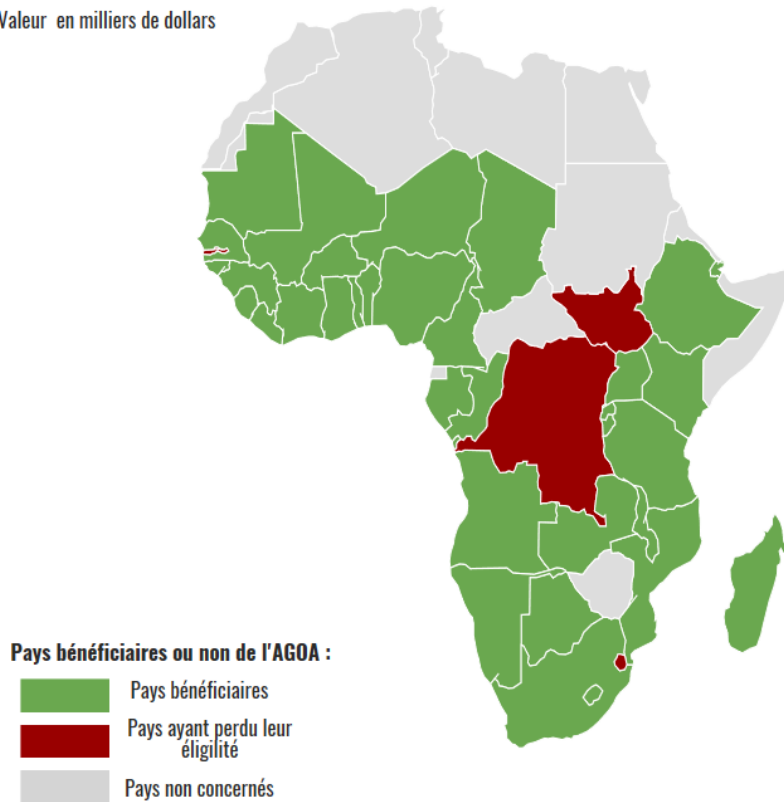 Valeur en milliers de dollars
Pays bénéficiaires ou non de l'AGOA :
Pays bénéficiaires
Pays ayant perdu leur
éligilité
Pays non concernés